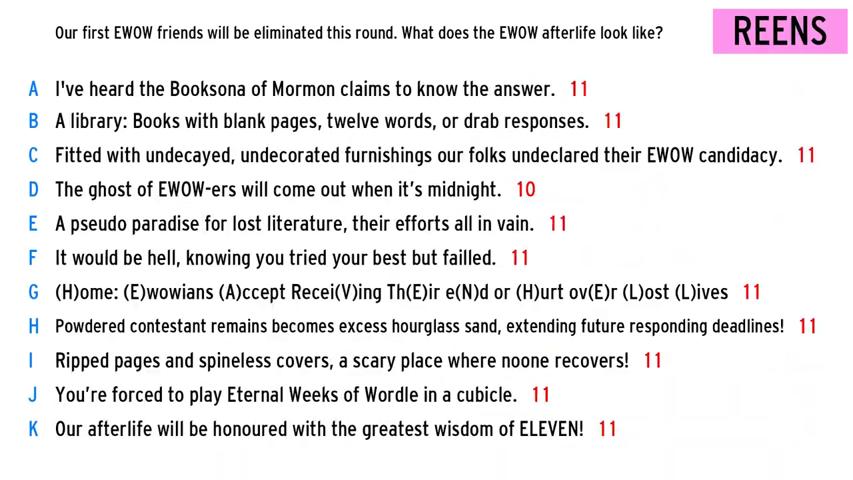 Our first EWOW friends will be eliminated this round. What does the EWOW afterlife look like?
REENS
A I've heard the Booksona of Mormon claims to know the answer. 11
B A library: Books with blank pages, twelve words, or drab responses. 11
C Fitted with undecayed, undecorated furnishings our folks undeclared their EWOW candidacy. 11
D The ghost of EWOW-ers will come out when it's midnight. 10
E A pseudo paradise for lost literature, their efforts all in vain. 11
F It would be hell, knowing you tried your best but failled. 11
G (H)ome: (E)wowians (A)ccept Recei(V)ing Th(E)ir e(N)d or (H)urt ov(E)r (L)ost (L)ives 11
H Powdered contestant remains becomes excess hourglass sand, extending future responding deadlines! 11
I Ripped pages and spineless covers, a scary place where noone recovers! 11
J You're forced to play Eternal Weeks of Wordle in a cubicle. 11
K Our afterlife will be honoured with the greatest wisdom of ELEVEN! 11